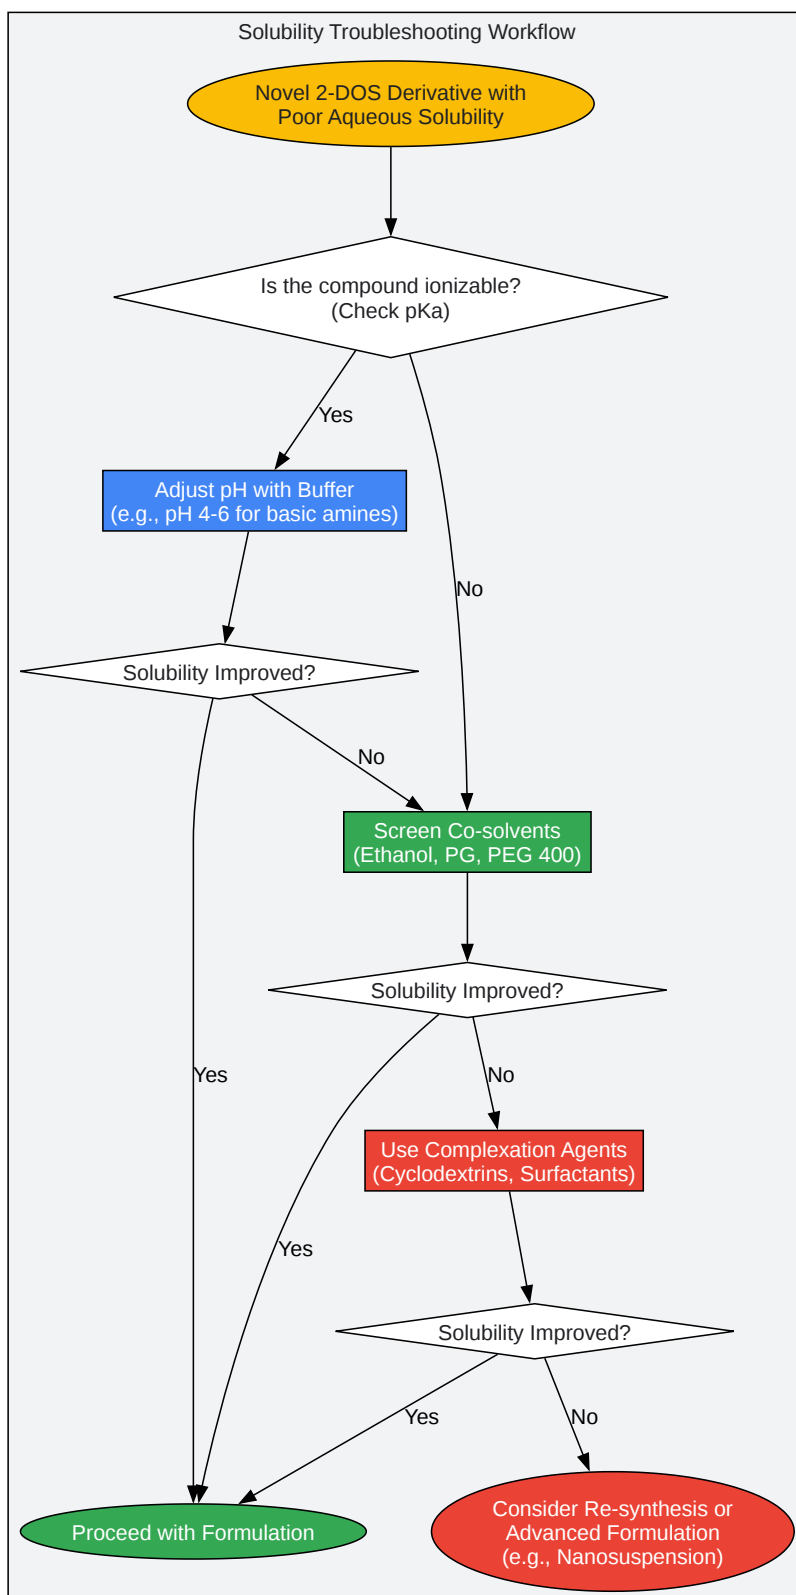 Solubility Troubleshooting Workflow
Novel 2-DOS Derivative with
Poor Aqueous Solubility
Is the compound ionizable?
(Check pKa)
Yes
Adjust pH with Buffer
(e.g., pH 4-6 for basic amines)
No
Solubility Improved?
No
Screen Co-solvents
(Ethanol, PG, PEG 400)
Solubility Improved?
Yes
No
Use Complexation Agents
(Cyclodextrins, Surfactants)
Yes
Solubility Improved?
Yes
No
Proceed with Formulation
Consider Re-synthesis or
Advanced Formulation
(e.g., Nanosuspension)